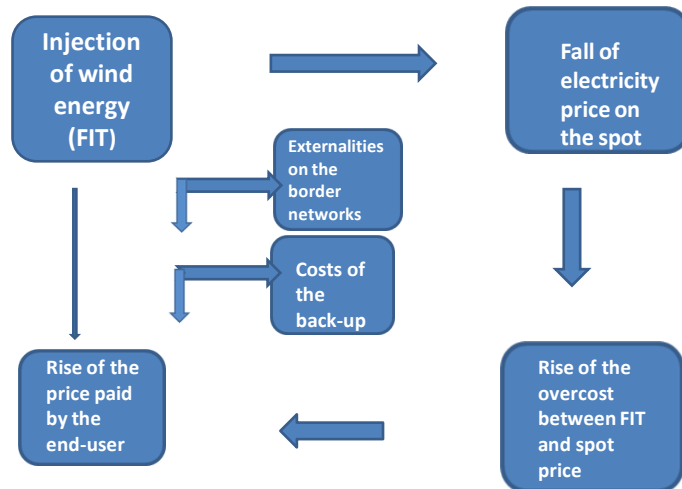 Injection
of wind
energy
(FIT)
Fall of
electricity
price on
the spot
Externalities
on the
border
networks
Costs of
the
back-up
Rise of the
price paid
by the
end-user
Rise of the
overcost
between FIT
and spot
price